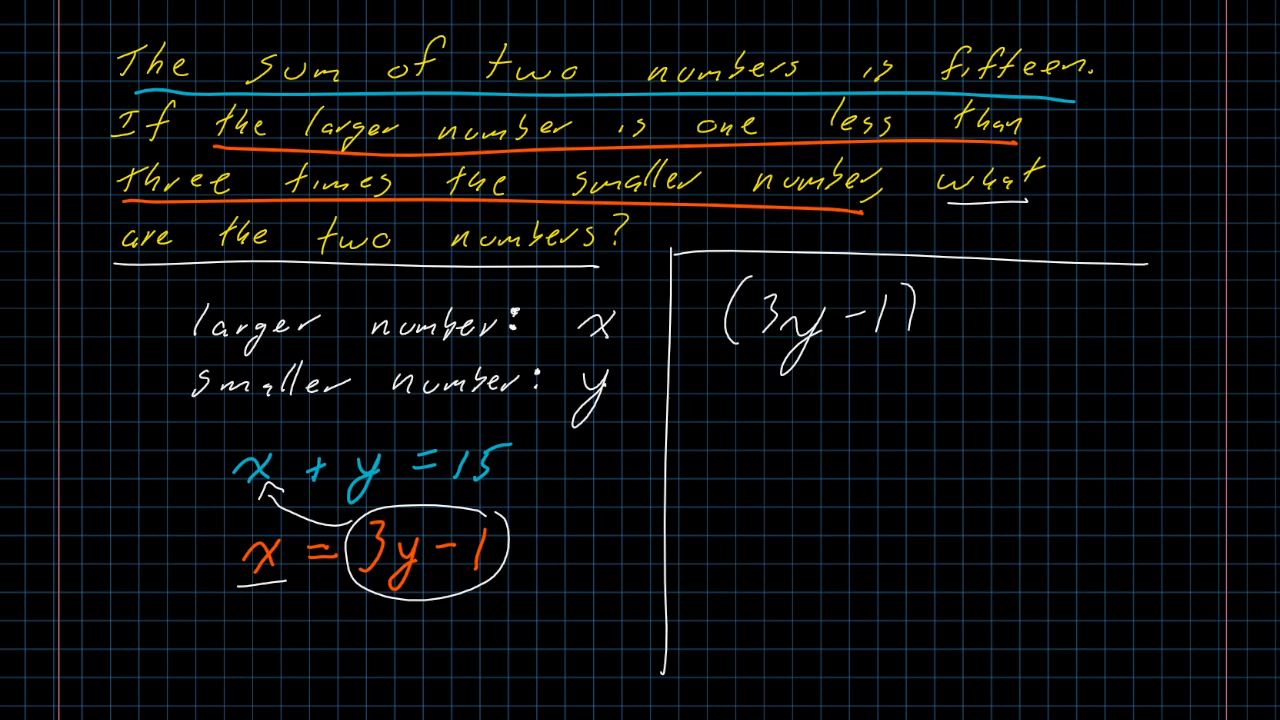 The sum of two numbers is fifteen.
If the larger number is one less than
three times the smaller number, what
are the two numbers?
larger number: x
smaller number: y
x + y = 15
x = 3y - 1
(3y - 1)